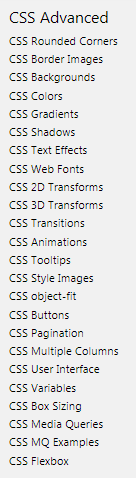 CSS Advanced
CSS Rounded Corners
CSS Border Images
CSS Backgrounds
CSS Colors
CSS Gradients
CSS Shadows
CSS Text Effects
CSS Web Fonts
CSS 2D Transforms
CSS 3D Transforms
CSS Transitions
CSS Animations
CSS Tooltips
CSS Style Images
CSS object-fit
CSS Buttons
CSS Pagination
CSS Multiple Columns
CSS User Interface
CSS Variables
CSS Box Sizing
CSS Media Queries
CSS MQ Examples
CSS Flexbox